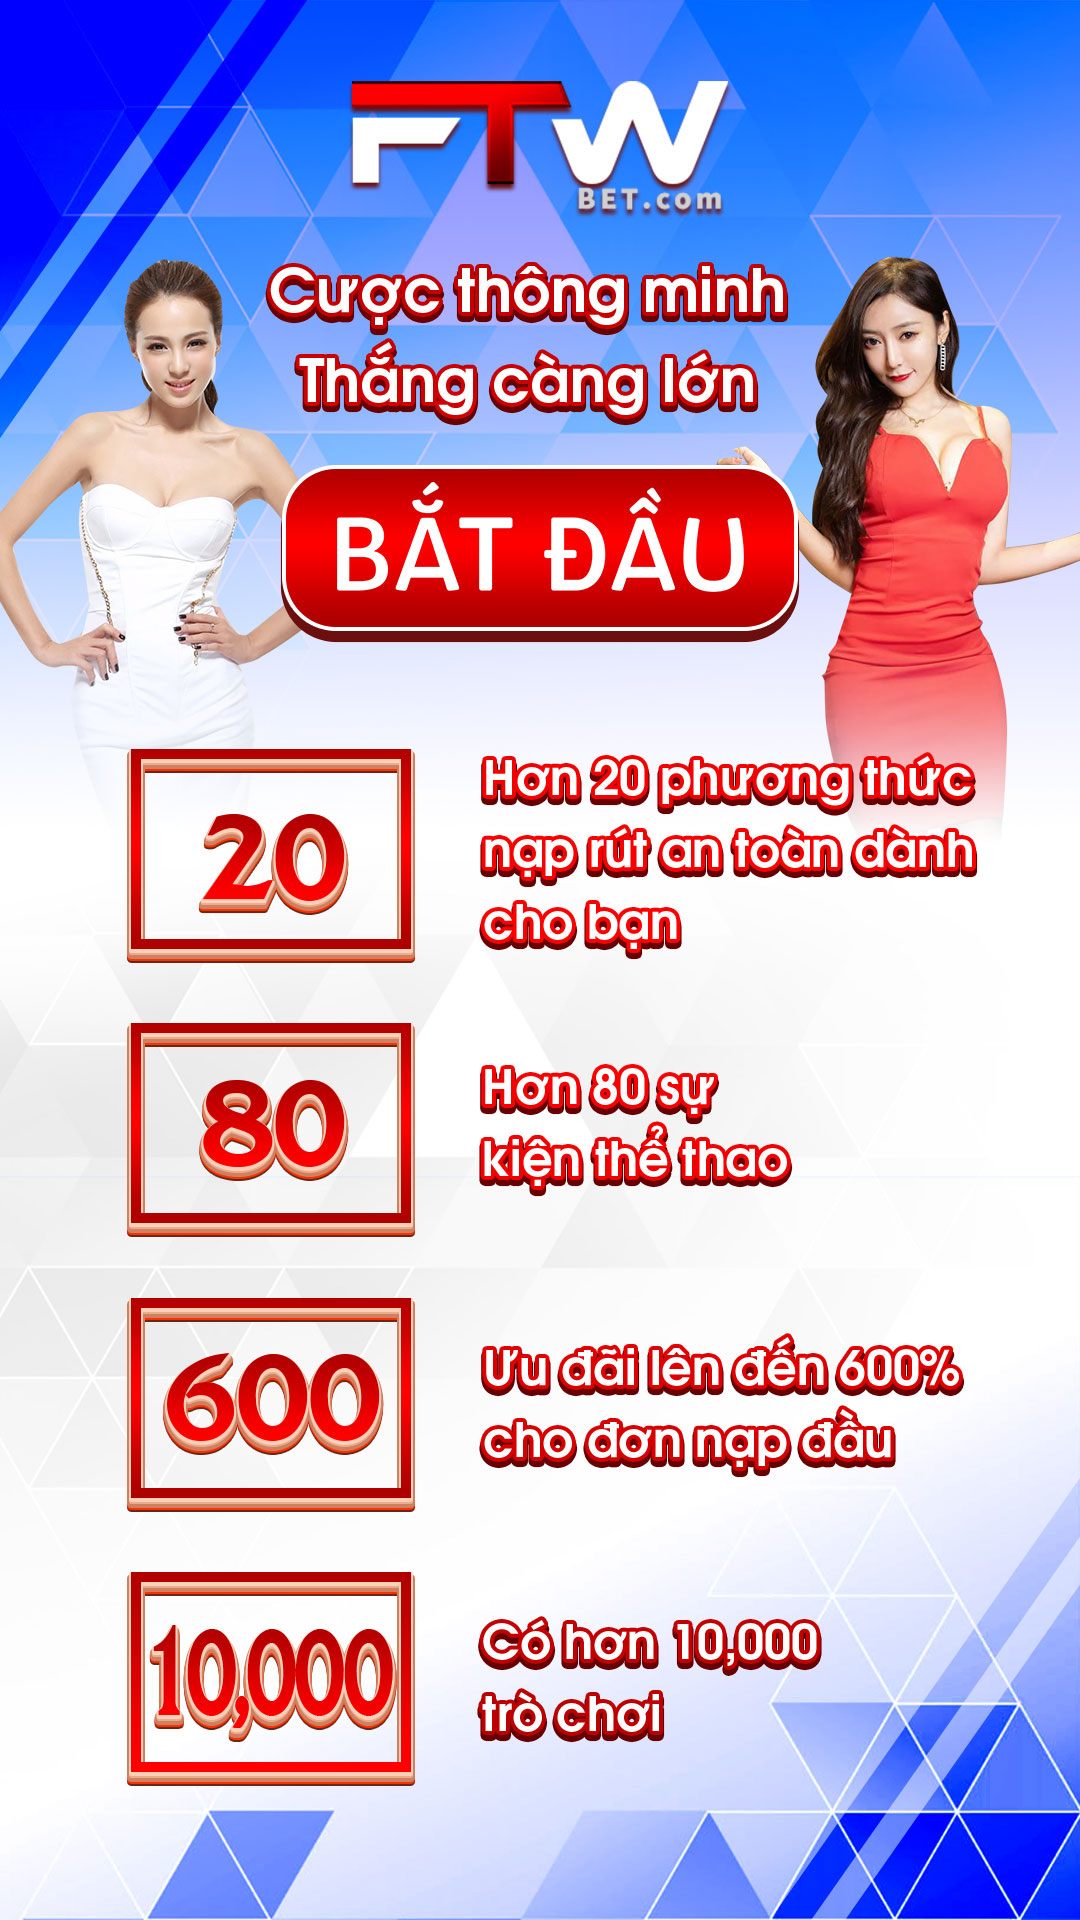 FTW
BET.com
Cược thông minh
Thắng càng lớn
BẮT ĐẦU
20
Hơn 20 phương thức
nạp rút an toàn dành
cho bạn
80
Hơn 80 sự
kiện thể thao
600
Ưu đãi lên đến 600%
cho đơn nạp đầu
10,000
Có hơn 10,000
trò chơi